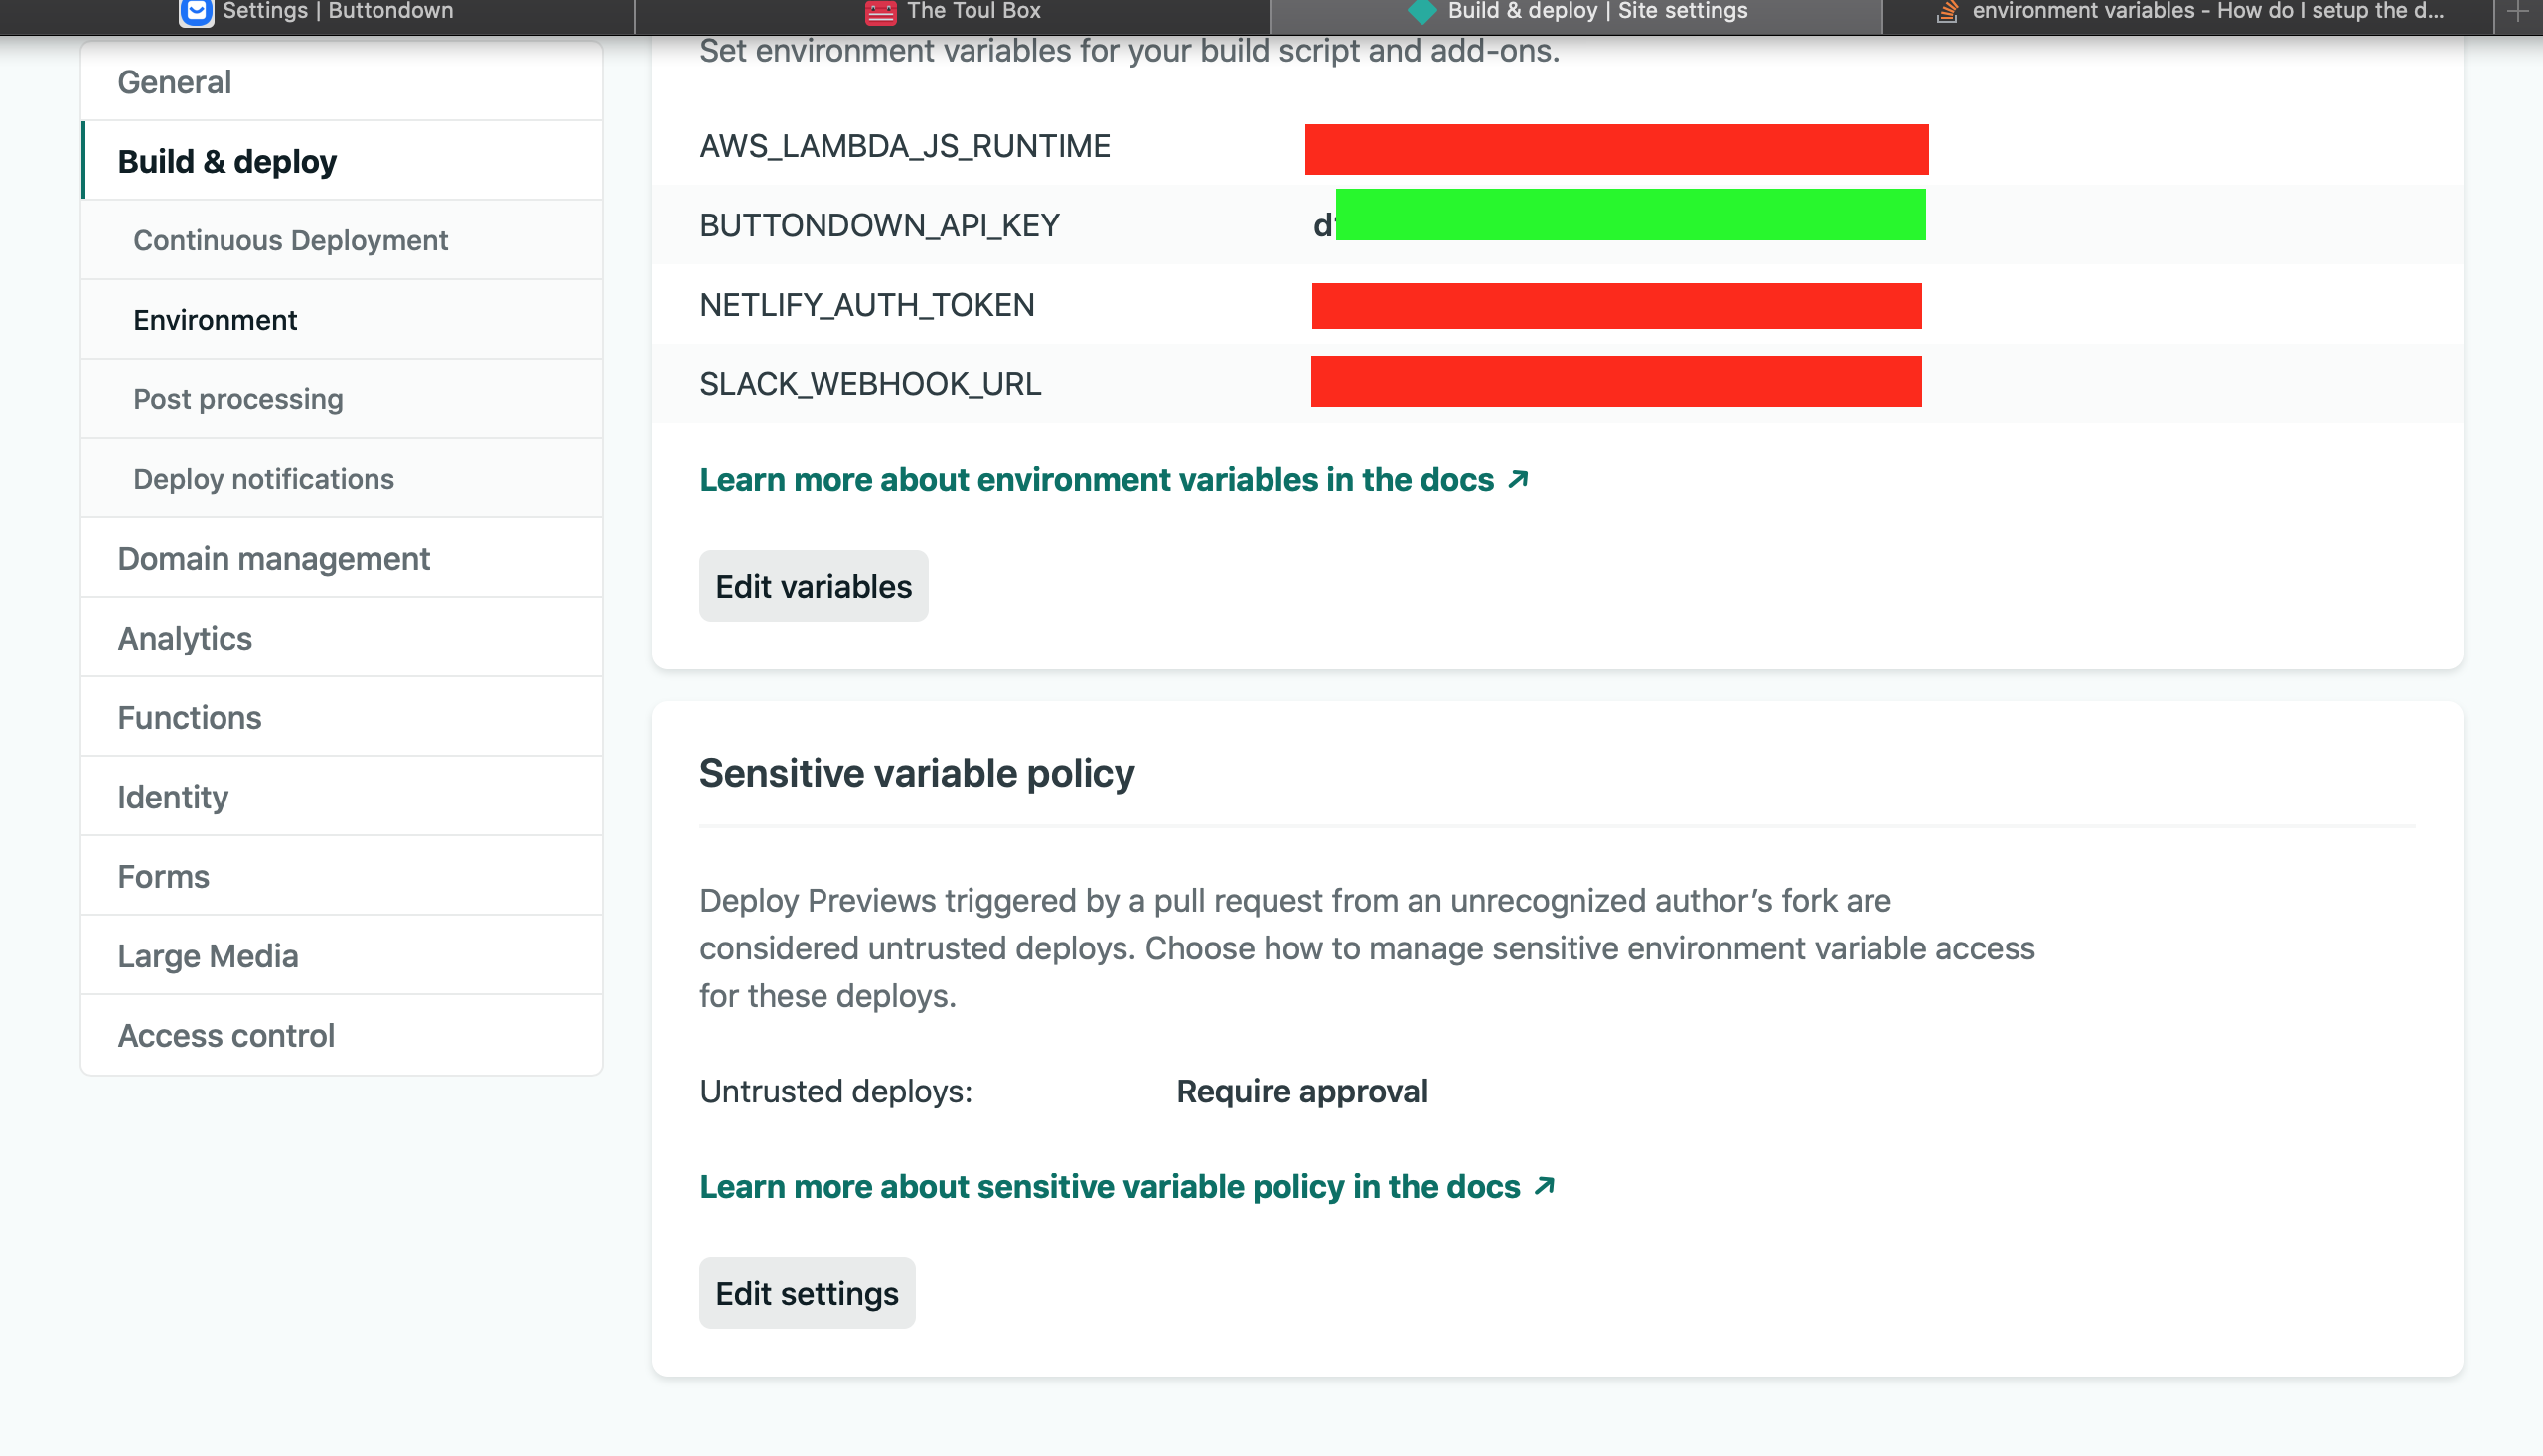 Settings | Buttondown
The Toul Box
Build & deploy | Site settings
environment variables - How do I setup the d...
General
Build & deploy
Continuous Deployment
Environment
Post processing
Deploy notifications
Domain management
Analytics
Functions
Identity
Forms
Large Media
Access control
Set environment variables for your build script and add-ons.
AWS_LAMBDA_JS_RUNTIME
BUTTONDOWN_API_KEY d
NETLIFY_AUTH_TOKEN
SLACK_WEBHOOK_URL
Learn more about environment variables in the docs ↗
Edit variables
Sensitive variable policy
Deploy Previews triggered by a pull request from an unrecognized author’s fork are
considered untrusted deploys. Choose how to manage sensitive environment variable access
for these deploys.
Untrusted deploys: Require approval
Learn more about sensitive variable policy in the docs ↗
Edit settings